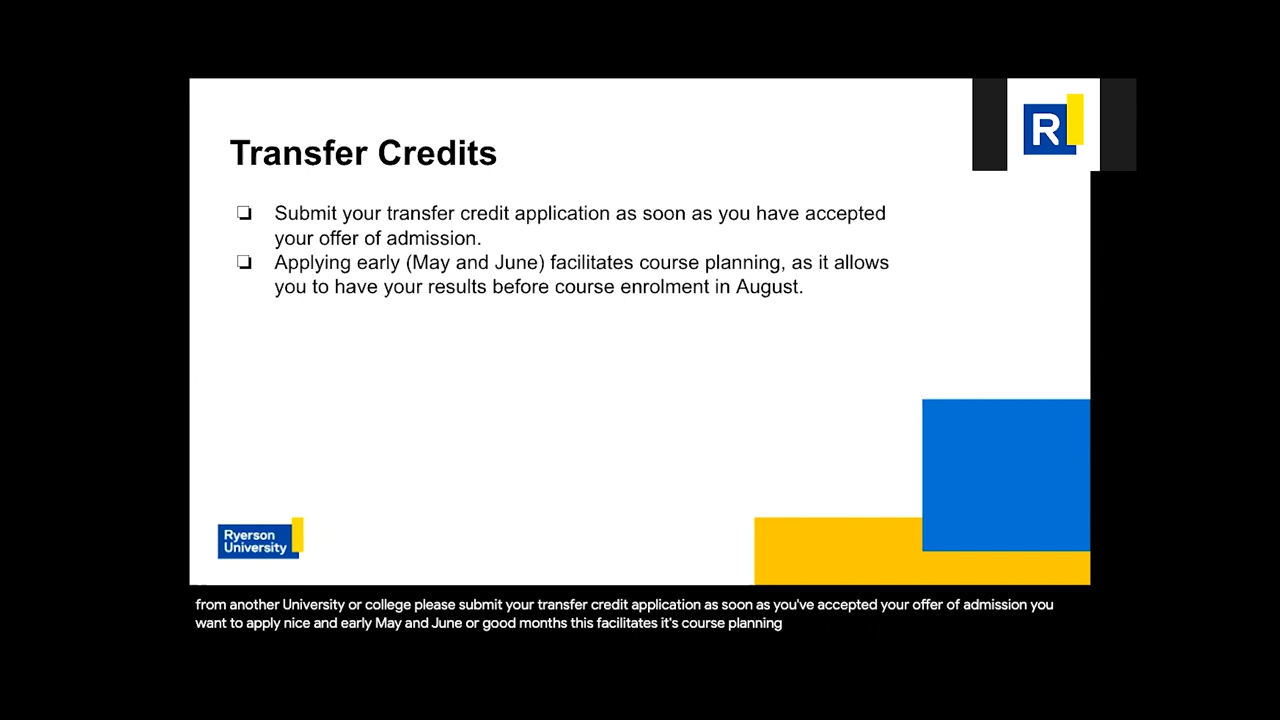 R
Transfer Credits
❏ Submit your transfer credit application as soon as you have accepted
your offer of admission.
❏ Applying early (May and June) facilitates course planning, as it allows
you to have your results before course enrolment in August.
Ryerson
University
from another University or college please submit your transfer credit application as soon as you've accepted your offer of admission you
want to apply nice and early May and June or good months this facilitates it's course planning